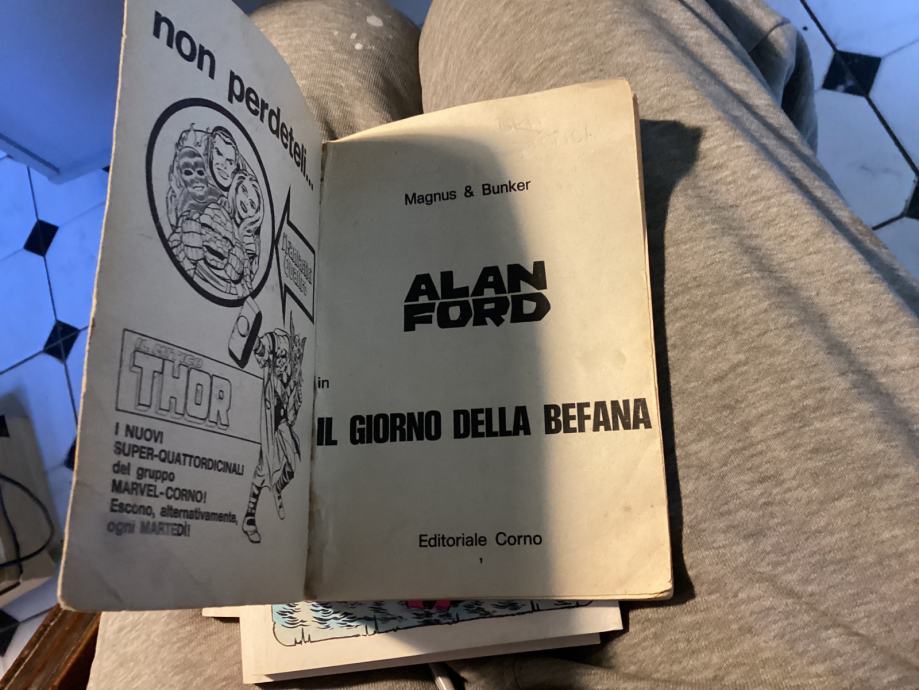 non perdeteli...
I fantastici
quattro
IL MITICO
THOR
I NUOVI
SUPER-QUATTORDICINALI
del gruppo
MARVEL-CORNO!
Escono, alternativamente,
ogni MARTEDÌ!
Magnus & Bunker
ALAN
FORD
in
IL GIORNO DELLA BEFANA
Editoriale Corno
1